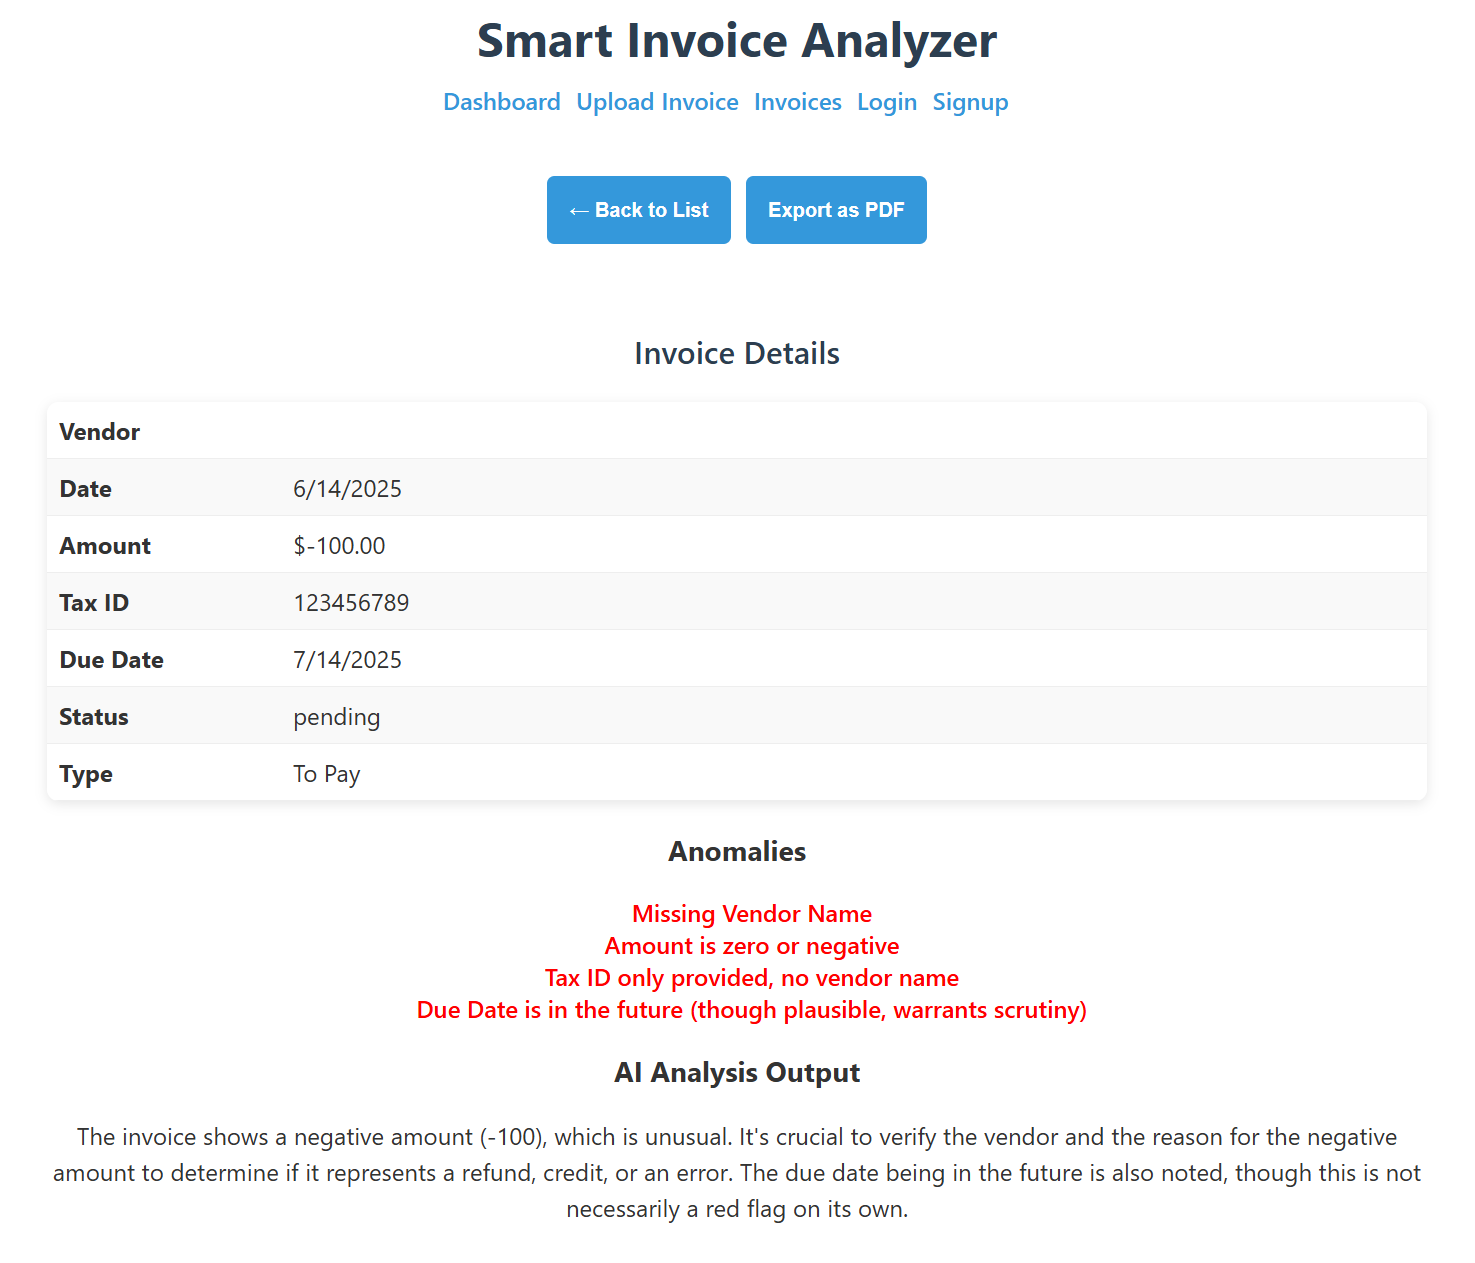 Smart Invoice Analyzer
Dashboard Upload Invoice Invoices Login Signup
← Back to List Export as PDF
Invoice Details
Vendor
Date 6/14/2025
Amount $-100.00
Tax ID 123456789
Due Date 7/14/2025
Status pending
Type To Pay
Anomalies
Missing Vendor Name
Amount is zero or negative
Tax ID only provided, no vendor name
Due Date is in the future (though plausible, warrants scrutiny)
AI Analysis Output
The invoice shows a negative amount (-100), which is unusual. It's crucial to verify the vendor and the reason for the negative
amount to determine if it represents a refund, credit, or an error. The due date being in the future is also noted, though this is not
necessarily a red flag on its own.